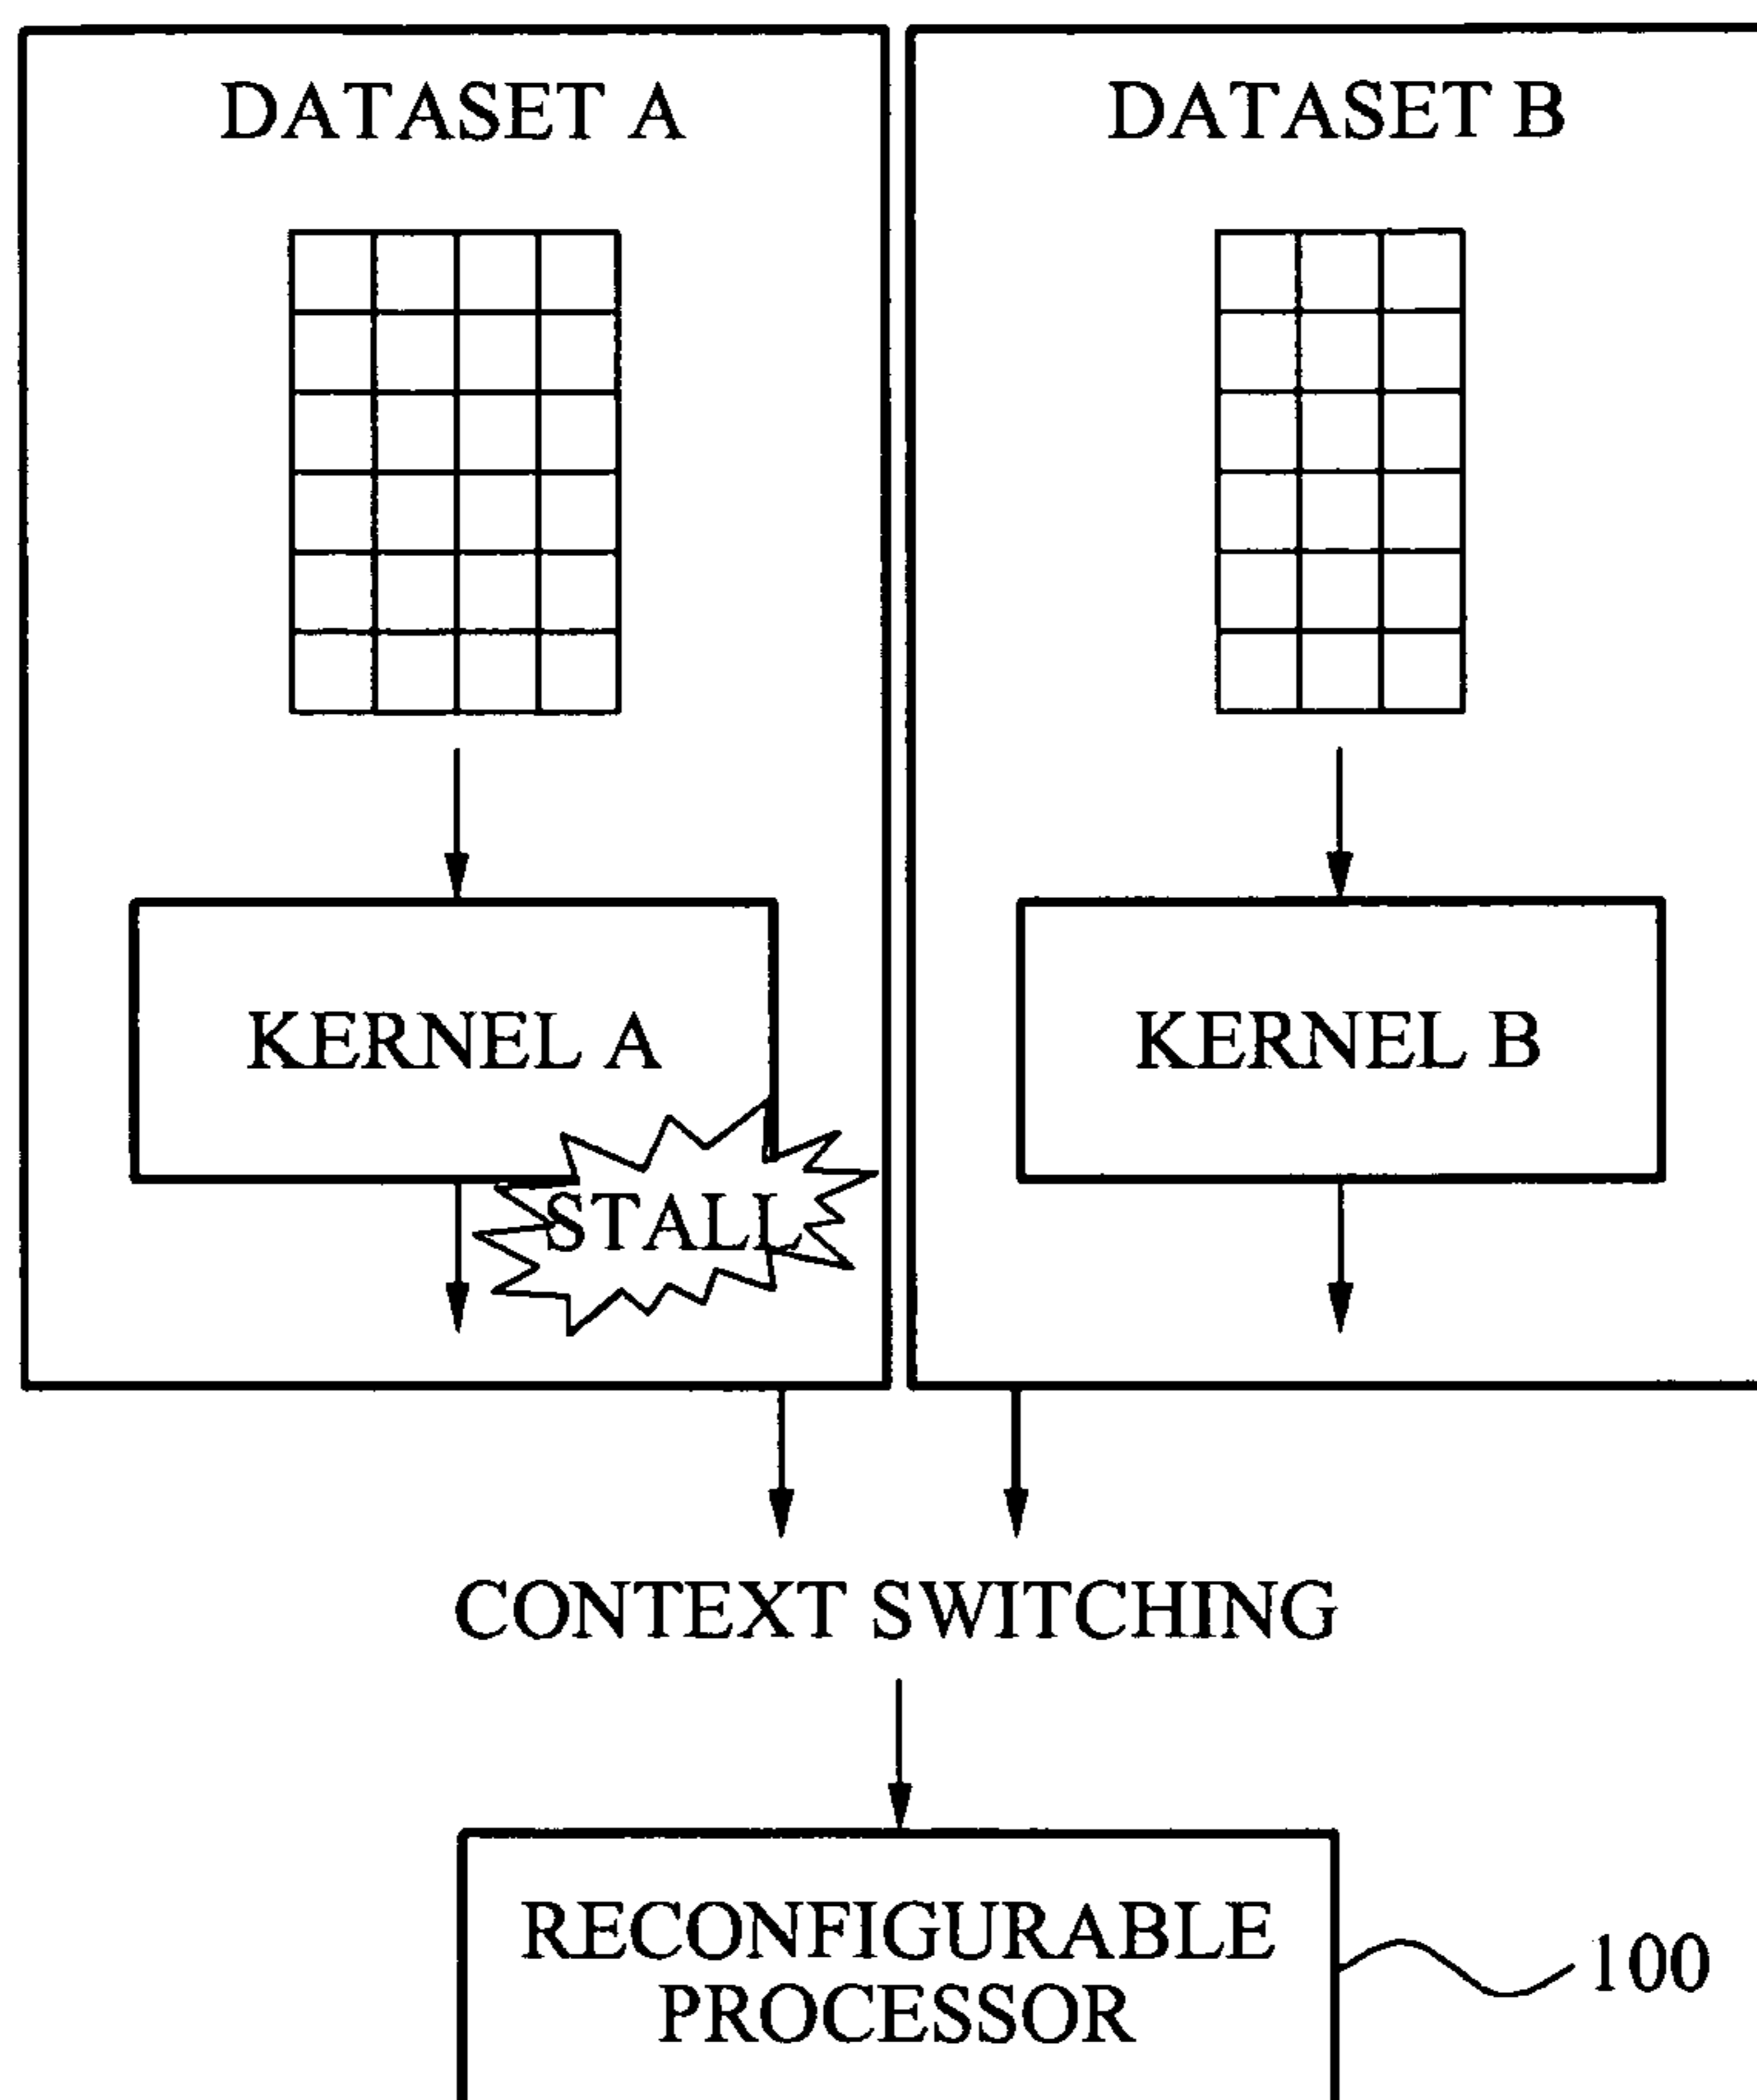 DATASET A
DATASET B
KERNEL A
KERNEL B
STALL
CONTEXT SWITCHING
RECONFIGURABLE
PROCESSOR
100